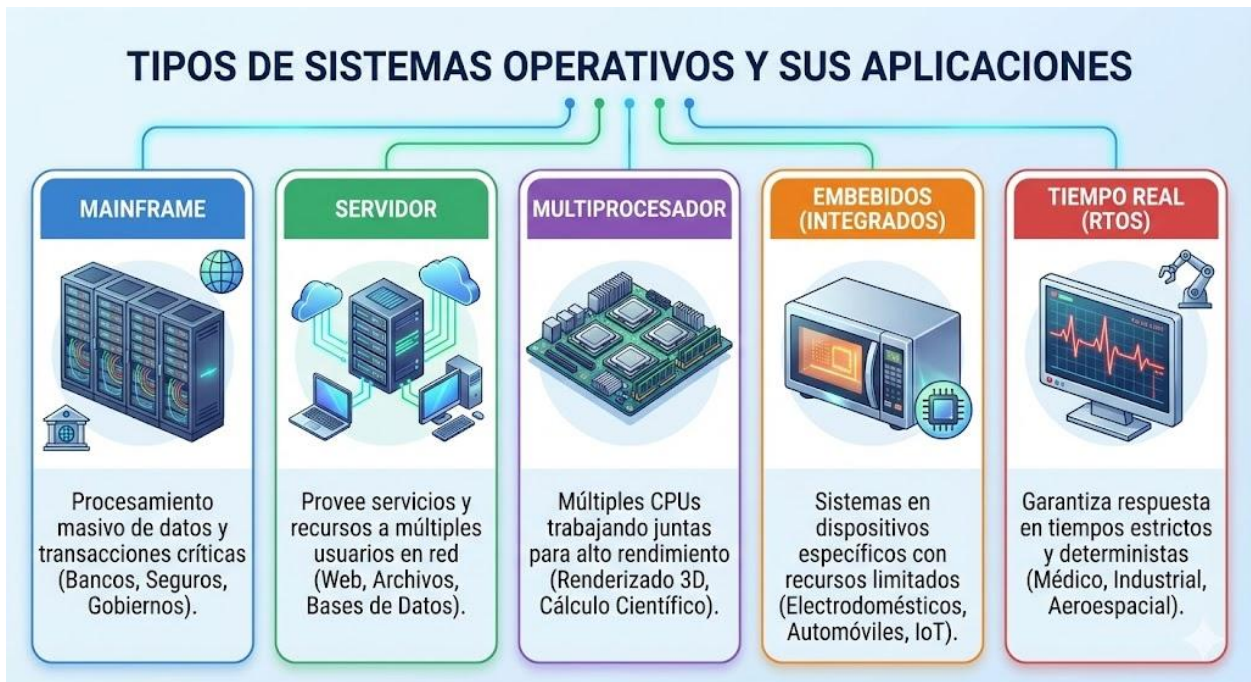 TIPOS DE SISTEMAS OPERATIVOS Y SUS APLICACIONES
MAINFRAME
Procesamiento
masivo de datos y
transacciones críticas
(Bancos, Seguros,
Gobiernos).
SERVIDOR
Provee servicios y
recursos a múltiples
usuarios en red
(Web, Archivos,
Bases de Datos).
MULTIPROCESADOR
Múltiples CPUs
trabajando juntas
para alto rendimiento
(Renderizado 3D,
Cálculo Científico).
EMBEBIDOS
(INTEGRADOS)
Sistemas en
dispositivos
específicos con
recursos limitados
(Electrodomésticos,
Automóviles, IoT).
TIEMPO REAL
(RTOS)
Garantiza respuesta
en tiempos estrictos
y deterministas
(Médico, Industrial,
Aeroespacial).